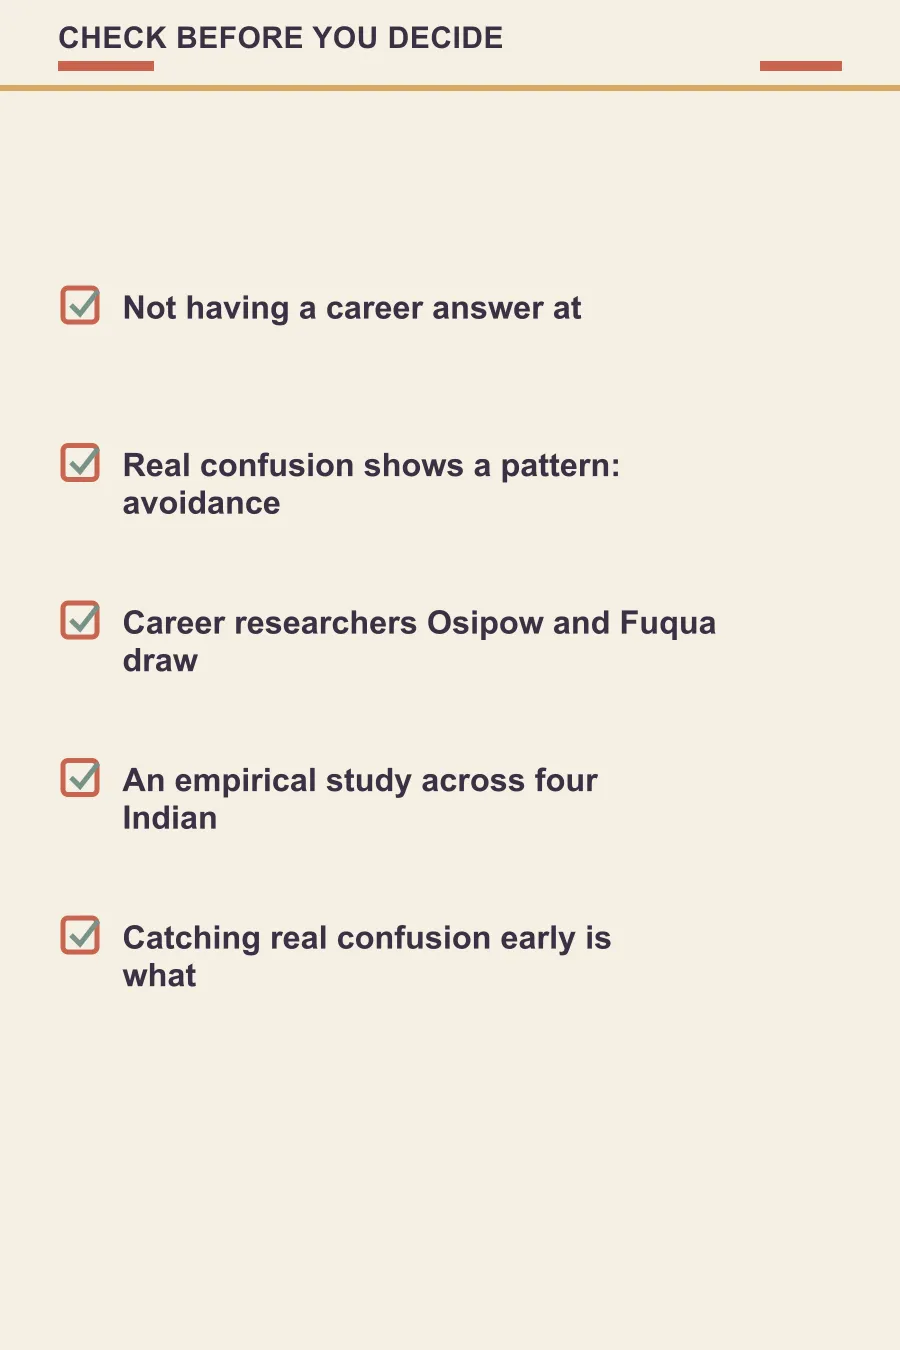 CHECK BEFORE YOU DECIDE
Not having a career answer at
Real confusion shows a pattern:
avoidance
Career researchers Osipow and Fuqua
draw
An empirical study across four
Indian
Catching real confusion early is
what